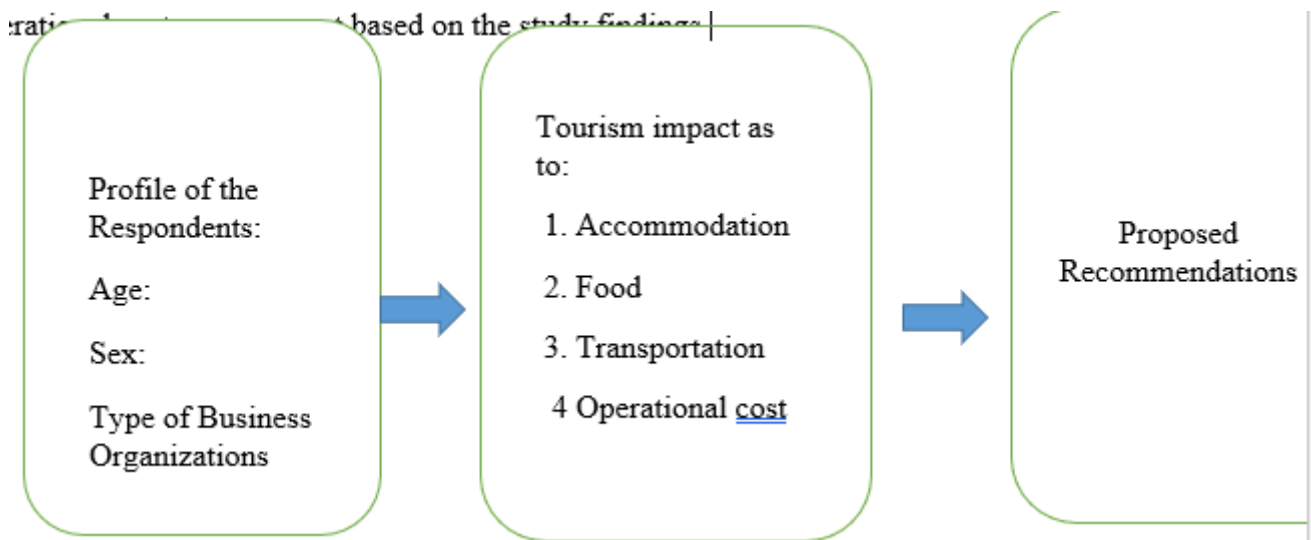 based on the study findings
Profile of the
Respondents:
Age:
Sex:
Type of Business
Organizations
Tourism impact as
to:
1. Accommodation
2. Food
3. Transportation
4 Operational cost
Proposed
Recommendations